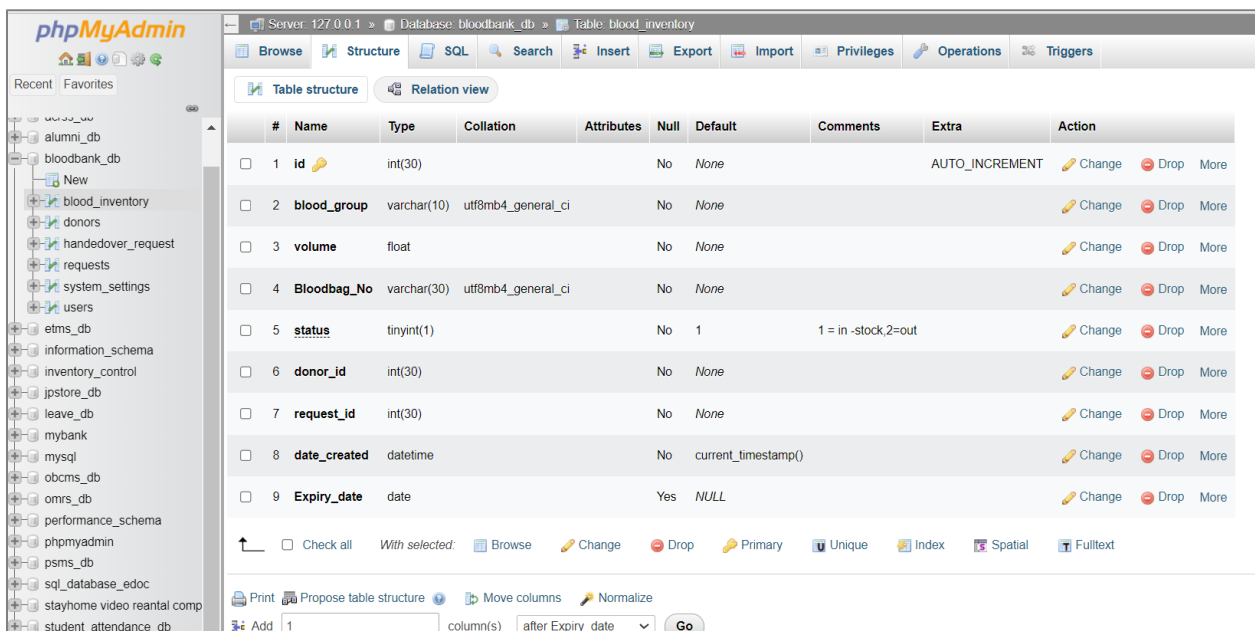 phpMyAdmin
Recent Favorites
alumni_db
bloodbank_db
New
blood_inventory
donors
handedover_request
requests
system_settings
users
etms_db
information_schema
inventory_control
jpstore_db
leave_db
mybank
mysql
obcms_db
omrs_db
performance_schema
phpmyadmin
psms_db
sql_database_edoc
stayhome video reantal comp
student_attendance_db
Server: 127.0.0.1 » Database: bloodbank_db » Table: blood_inventory
Browse Structure SQL Search Insert Export Import Privileges Operations Triggers
Table structure Relation view
# Name Type Collation Attributes Null Default Comments Extra Action
1 id int(30) No None AUTO_INCREMENT Change Drop More
2 blood_group varchar(10) utf8mb4_general_ci No None Change Drop More
3 volume float No None Change Drop More
4 Bloodbag_No varchar(30) utf8mb4_general_ci No None Change Drop More
5 status tinyint(1) No 1 1 = in -stock,2=out Change Drop More
6 donor_id int(30) No None Change Drop More
7 request_id int(30) No None Change Drop More
8 date_created datetime No current_timestamp() Change Drop More
9 Expiry_date date Yes NULL Change Drop More
Check all With selected: Browse Change Drop Primary Unique Index Spatial Fulltext
Print Propose table structure Move columns Normalize
Add 1 column(s) after Expiry_date Go